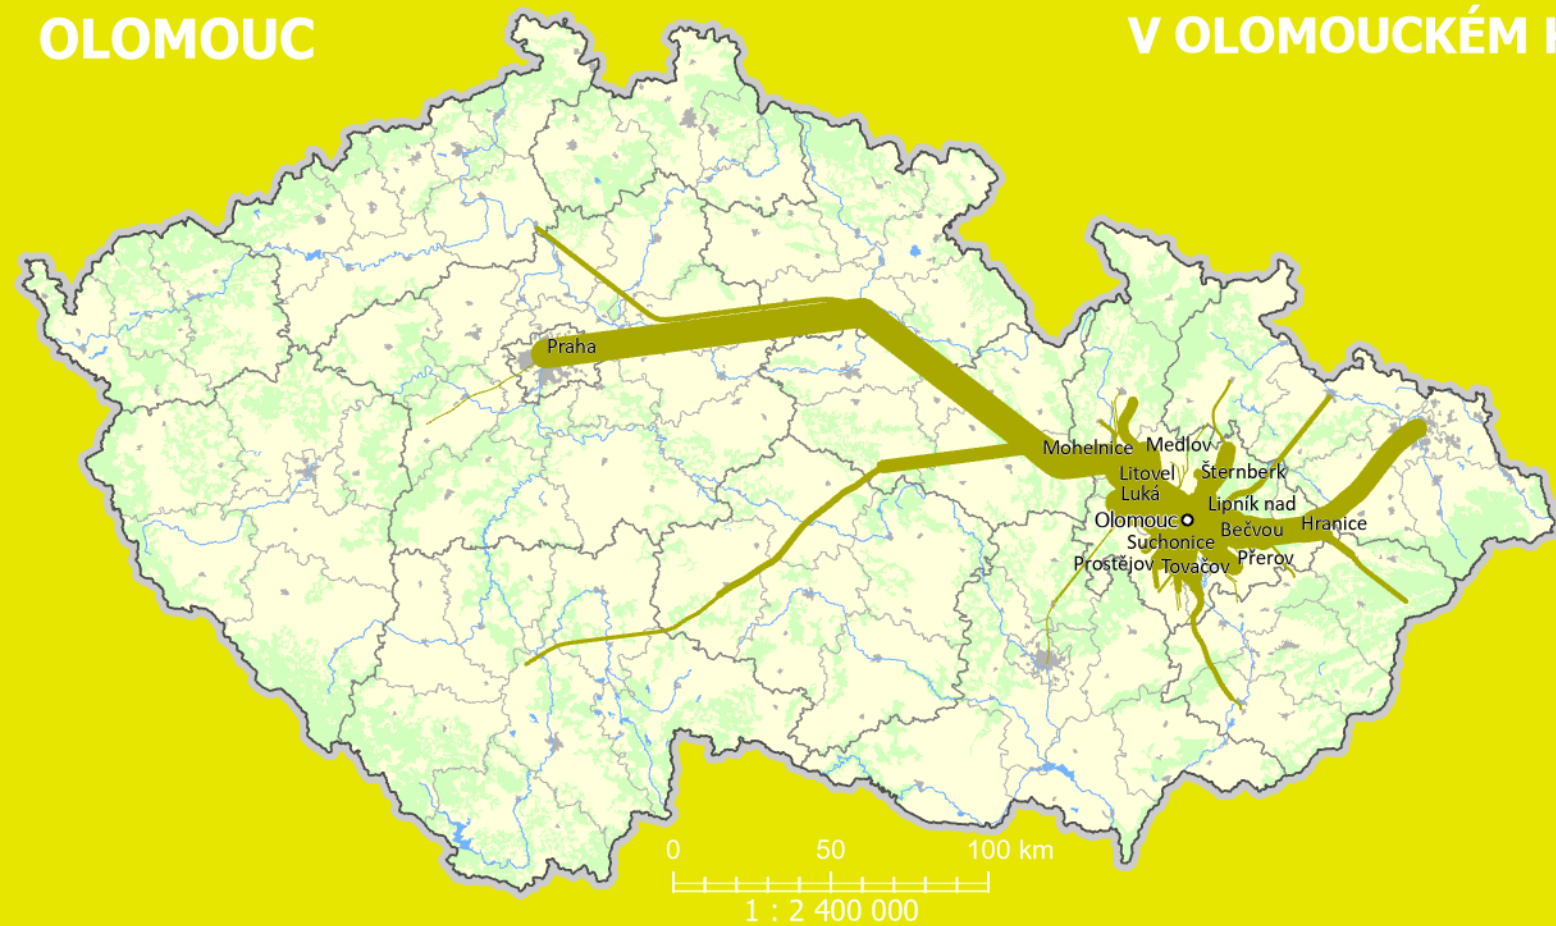 OLOMOUC
V OLOMOUCKÉM
Praha
Mohelnice
Medlov
Litovel
Šternberk
Luká
Lipník nad
Bečvou
Olomouc
Hranice
Suchonice
Prostějov
Tovačov
Přerov
0 50 100 km
1 : 2 400 000